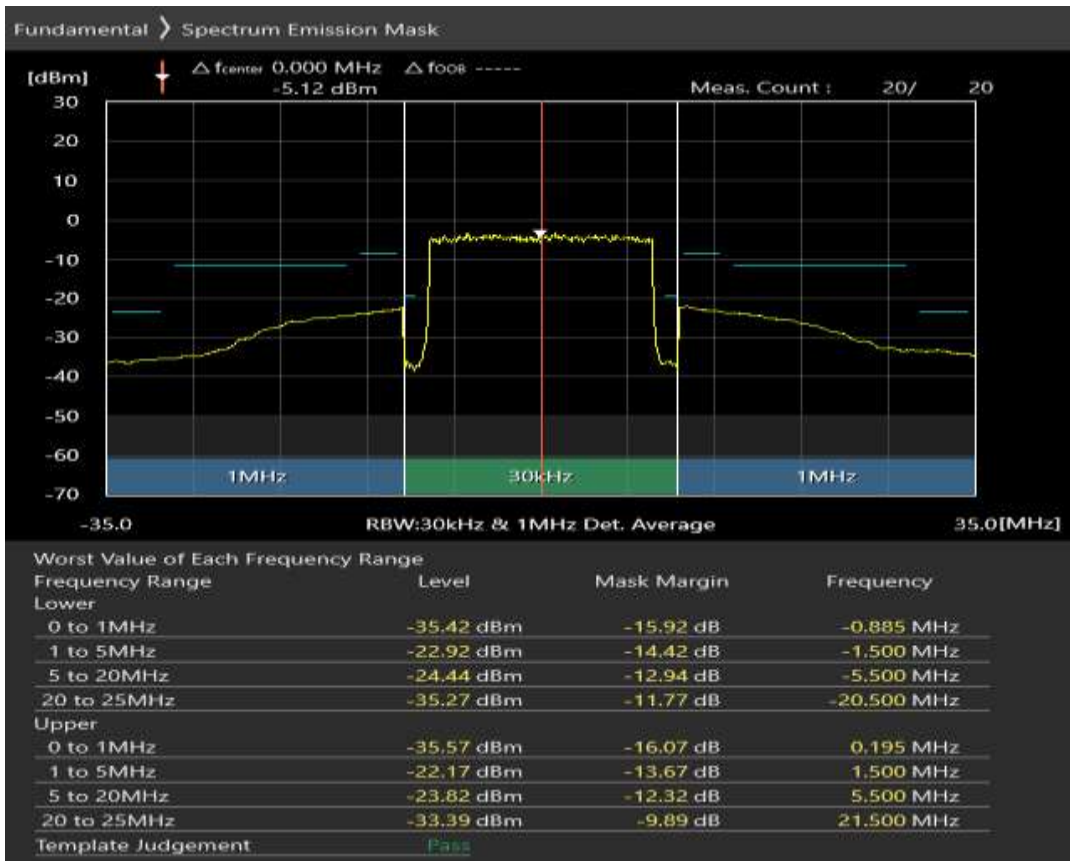 Fundamental ❯ Spectrum Emission Mask
△ fcenter 0.000 MHz △ fOOB -----
[dBm] -5.12 dBm Meas. Count : 20/ 20
30
20
10
0
-10
-20
-30
-40
-50
-60
1MHz 30kHz 1MHz
-70
-35.0 RBW:30kHz & 1MHz Det. Average 35.0[MHz]
Worst Value of Each Frequency Range
Frequency Range Level Mask Margin Frequency
Lower
0 to 1MHz -35.42 dBm -15.92 dB -0.885 MHz
1 to 5MHz -22.92 dBm -14.42 dB -1.500 MHz
5 to 20MHz -24.44 dBm -12.94 dB -5.500 MHz
20 to 25MHz -35.27 dBm -11.77 dB -20.500 MHz
Upper
0 to 1MHz -35.57 dBm -16.07 dB 0.195 MHz
1 to 5MHz -22.17 dBm -13.67 dB 1.500 MHz
5 to 20MHz -23.82 dBm -12.32 dB 5.500 MHz
20 to 25MHz -33.39 dBm -9.89 dB 21.500 MHz
Template Judgement Pass